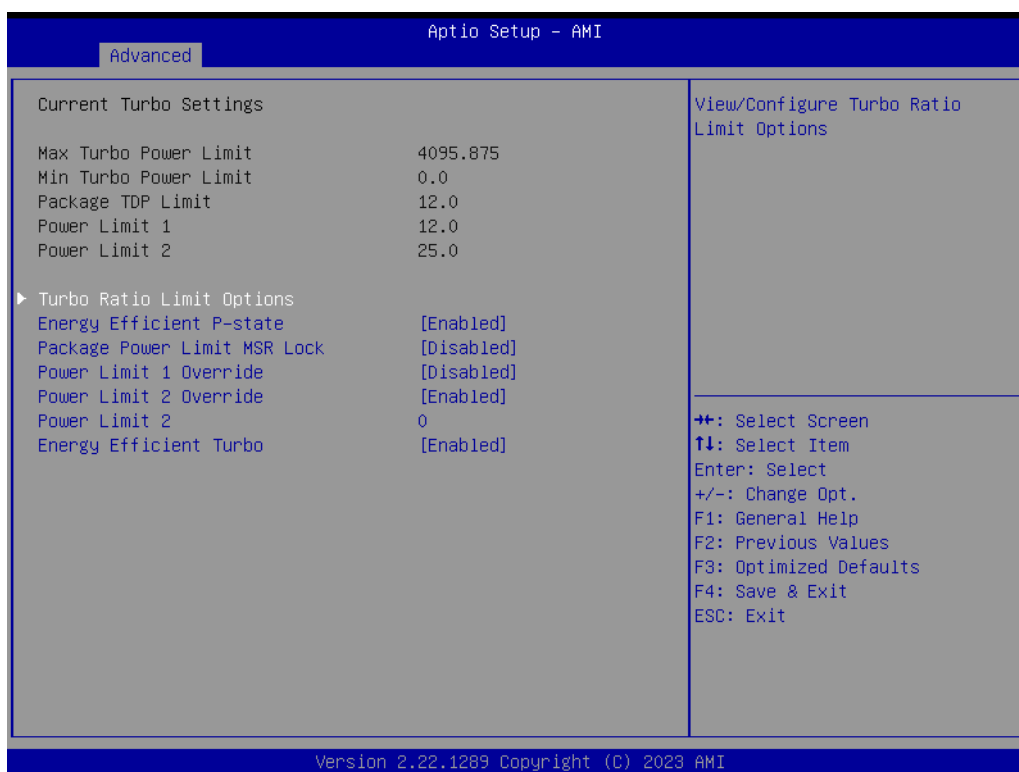 Aptio Setup – AMI
Advanced
Current Turbo Settings
Max Turbo Power Limit 4095.875
Min Turbo Power Limit 0.0
Package TDP Limit 12.0
Power Limit 1 12.0
Power Limit 2 25.0
▶ Turbo Ratio Limit Options
Energy Efficient P-state [Enabled]
Package Power Limit MSR Lock [Disabled]
Power Limit 1 Override [Disabled]
Power Limit 2 Override [Enabled]
Power Limit 2 0
Energy Efficient Turbo [Enabled]
View/Configure Turbo Ratio
Limit Options
→←: Select Screen
↑↓: Select Item
Enter: Select
+/-: Change Opt.
F1: General Help
F2: Previous Values
F3: Optimized Defaults
F4: Save & Exit
ESC: Exit
Version 2.22.1289 Copyright (C) 2023 AMI